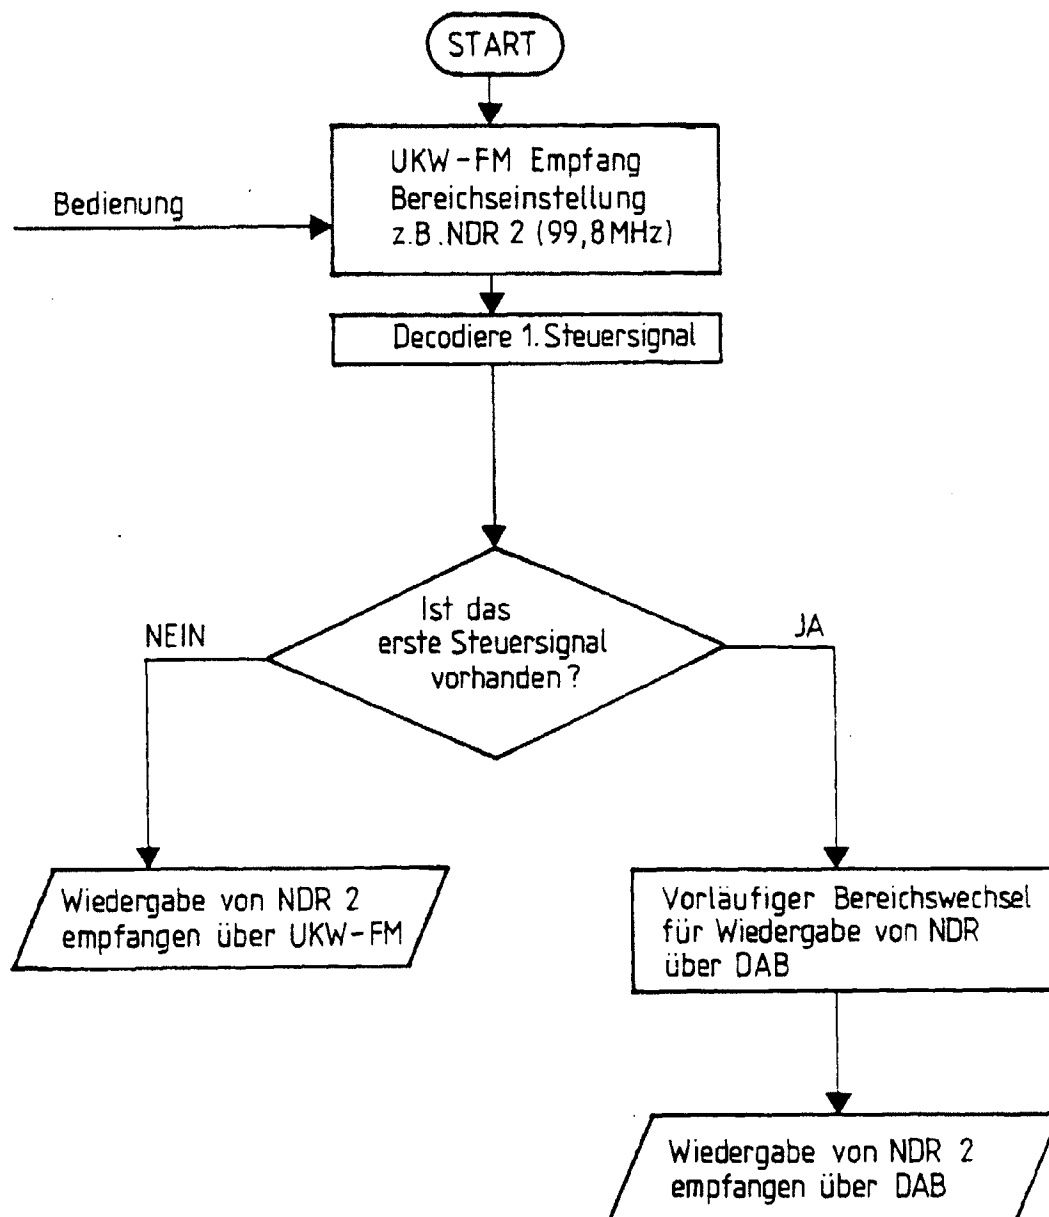 START
UKW-FM Empfang
Bereichseinstellung
z.B. NDR 2 (99,8MHz)
Bedienung
Decodiere 1. Steuersignal
Ist das
erste Steuersignal
vorhanden?
NEIN
JA
Wiedergabe von NDR 2
empfangen über UKW-FM
Vorläufiger Bereichswechsel
für Wiedergabe von NDR
über DAB
Wiedergabe von NDR 2
empfangen über DAB